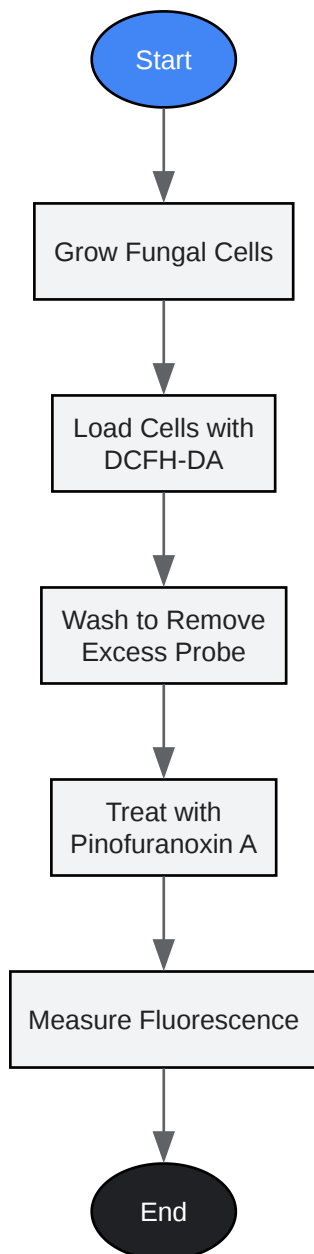 Start
Grow Fungal Cells
Load Cells with
DCFH-DA
Wash to Remove
Excess Probe
Treat with
Pinofuranoxin A
Measure Fluorescence
End